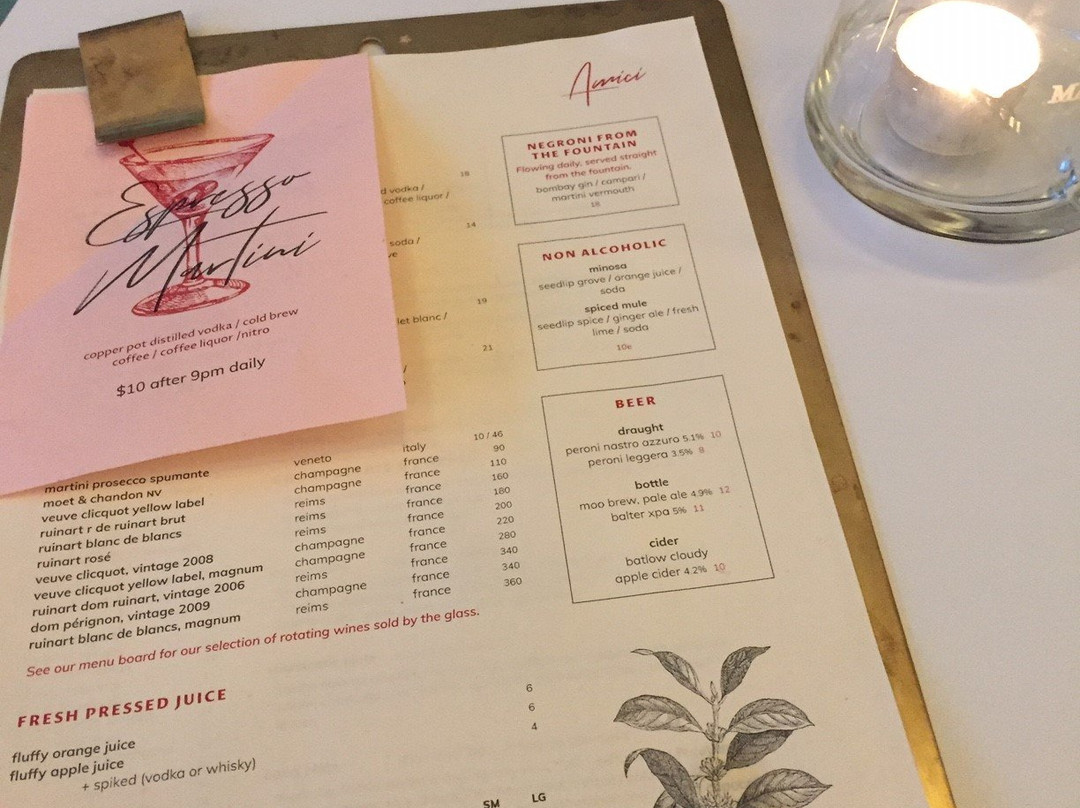 Espresso
Martini
copper pot distilled vodka / cold brew
coffee / coffee liquor /nitro
$10 after 9pm daily
Amici
18
d vodka /
coffee liquor /
14
soda /
19
let blanc /
21
NEGRONI FROM
THE FOUNTAIN
Flowing daily, served straight
from the fountain.
bombay gin / campari /
martini vermouth
18
NON ALCOHOLIC
minosa
seedlip grove / orange juice /
soda
spiced mule
seedlip spice / ginger ale / fresh
lime / soda
10e
BEER
draught
peroni nastro azzuro 5.1% 10
peroni leggera 3.5% 8
bottle
moo brew, pale ale 4.9% 12
balter xpa 5% 11
cider
batlow cloudy
apple cider 4.2% 10
martini prosecco spumante veneto italy 10 / 46
moet & chandon NV champagne france 90
veuve clicquot yellow label champagne france 110
ruinart r de ruinart brut reims france 160
ruinart blanc de blancs reims france 180
ruinart rosé reims france 200
veuve clicquot, vintage 2008 champagne france 220
veuve clicquot yellow label, magnum champagne france 280
ruinart dom ruinart, vintage 2006 reims france 340
dom pérignon, vintage 2009 champagne france 340
ruinart blanc de blancs, magnum reims france 360
See our menu board for our selection of rotating wines sold by the glass.
FRESH PRESSED JUICE
fluffy orange juice 6
fluffy apple juice 6
+ spiked (vodka or whisky) 4
SM LG